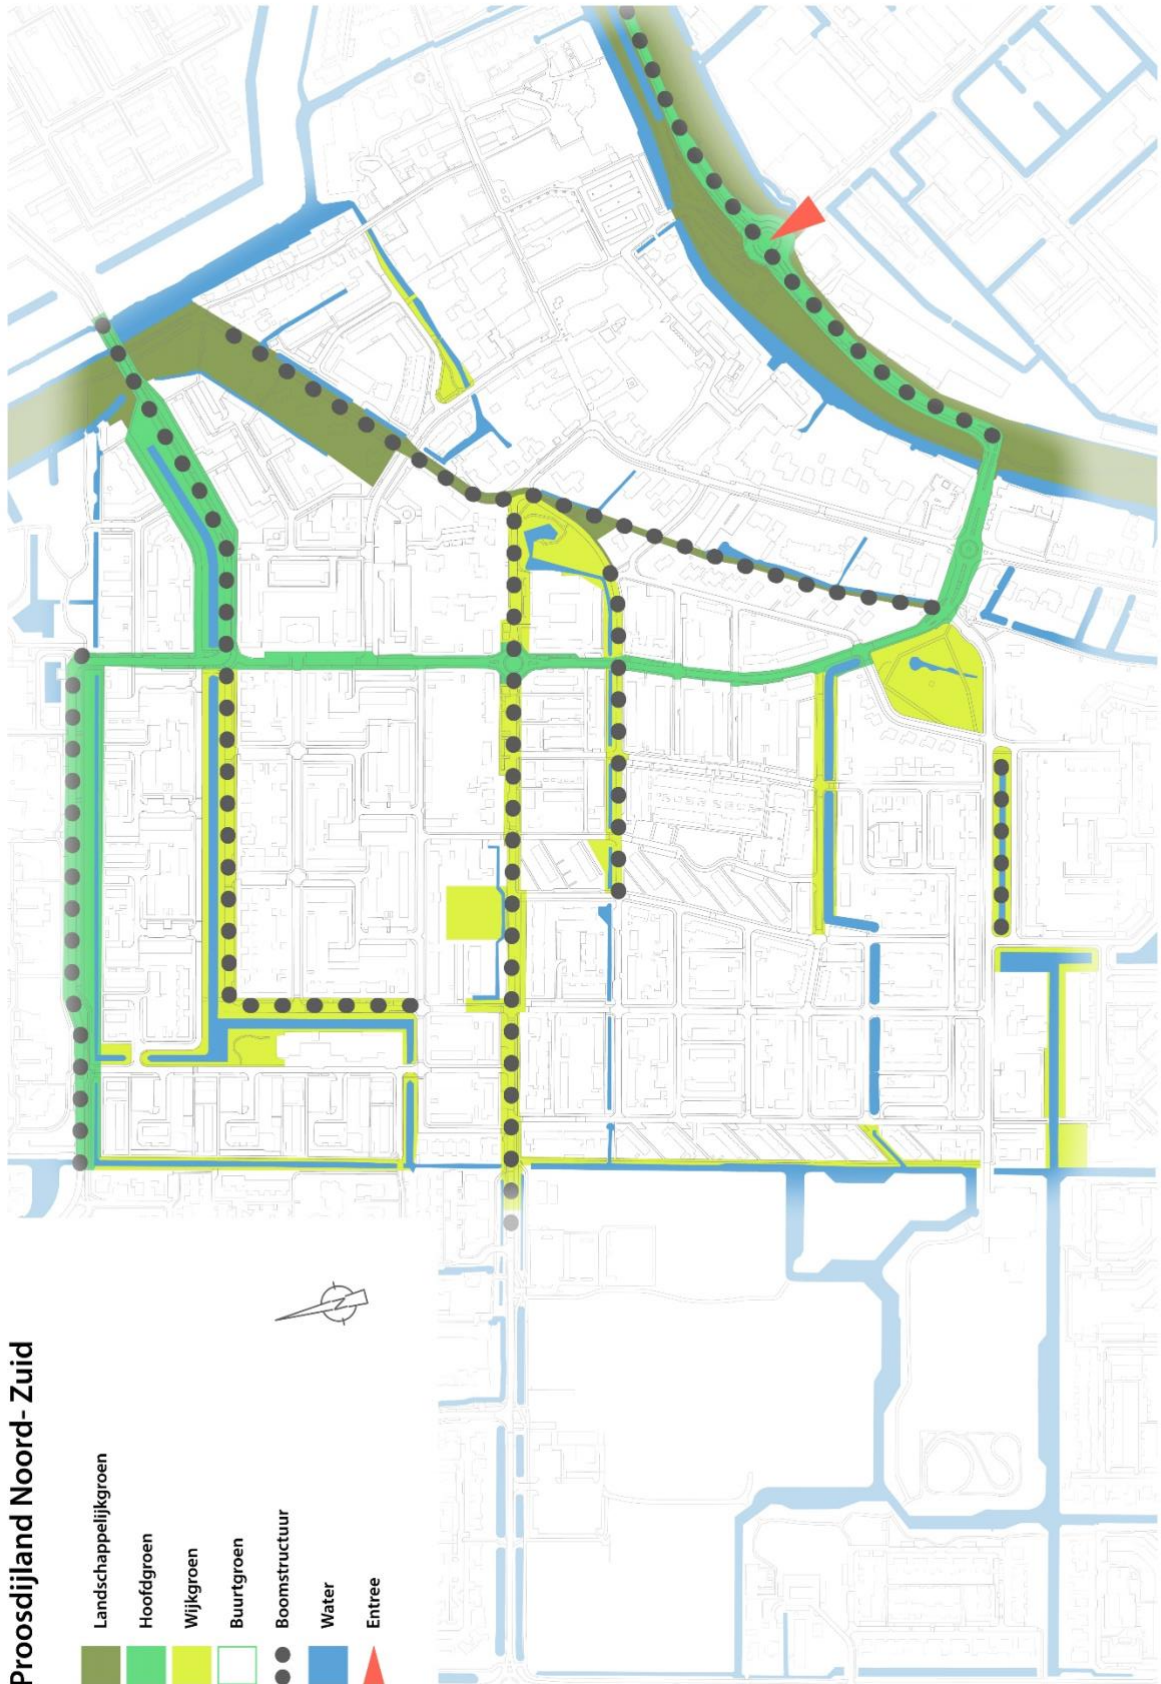 Proosdijland Noord- Zuid
Landschappelijkgroen
Hoofdgroen
Wijkgroen
Buurtgroen
Boomstructuur
Water
Entree
N